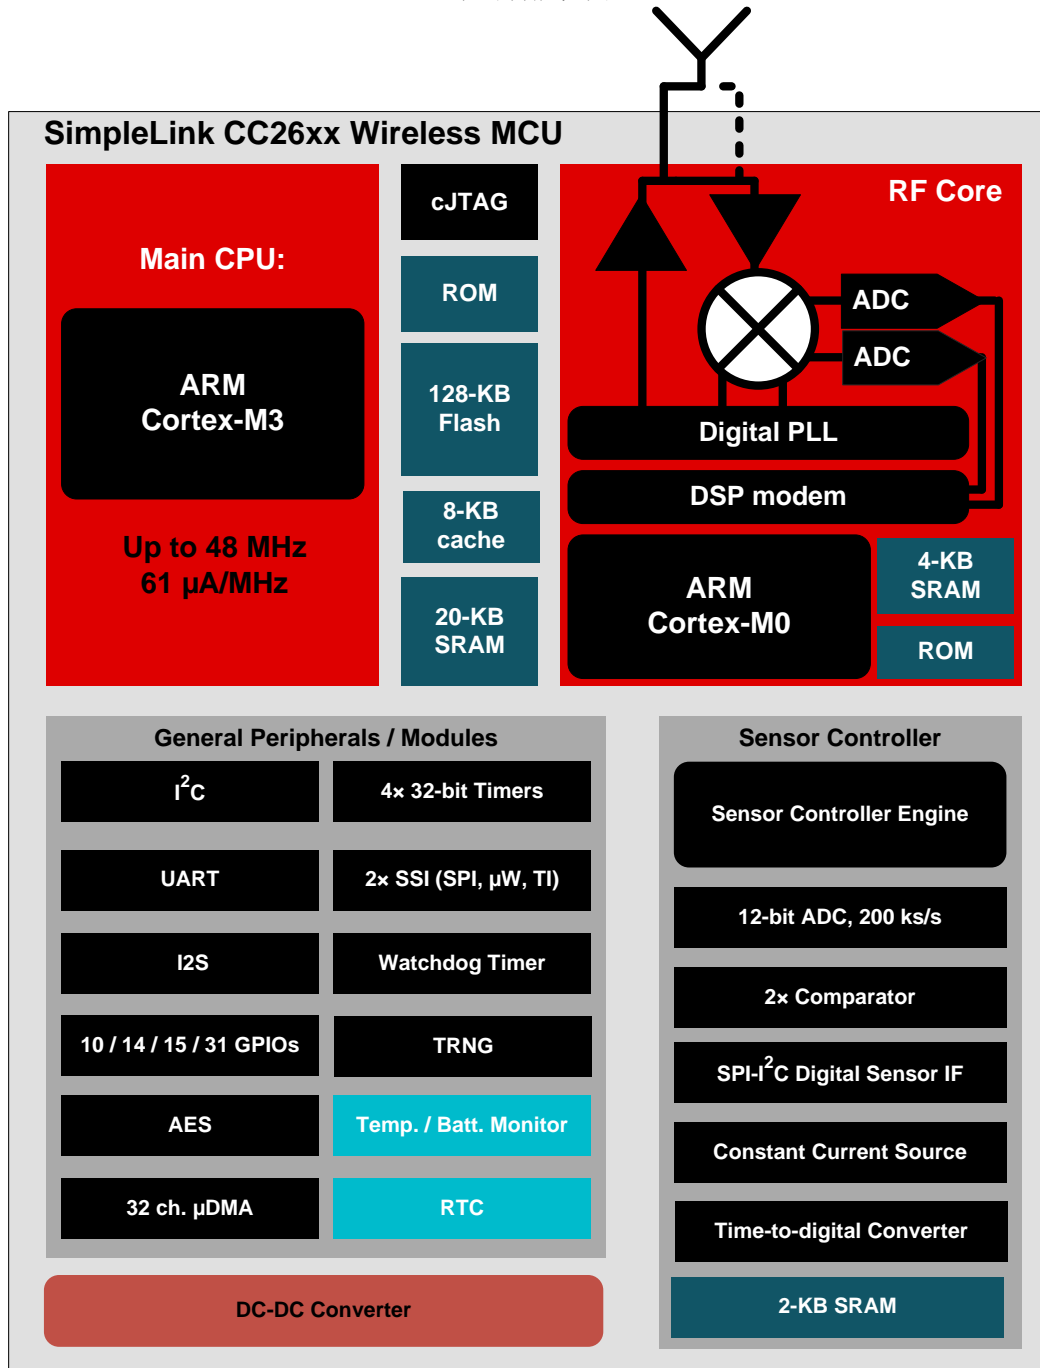 SimpleLink CC26xx Wireless MCU
Main CPU:
ARM
Cortex-M3
Up to 48 MHz
61 µA/MHz
cJTAG
ROM
128-KB
Flash
8-KB
cache
20-KB
SRAM
RF Core
ADC
ADC
Digital PLL
DSP modem
ARM
Cortex-M0
4-KB
SRAM
ROM
General Peripherals / Modules
I²C
4× 32-bit Timers
UART
2× SSI (SPI, µW, TI)
I2S
Watchdog Timer
10 / 14 / 15 / 31 GPIOs
TRNG
AES
Temp. / Batt. Monitor
32 ch. µDMA
RTC
DC-DC Converter
Sensor Controller
Sensor Controller Engine
12-bit ADC, 200 ks/s
2× Comparator
SPI-I²C Digital Sensor IF
Constant Current Source
Time-to-digital Converter
2-KB SRAM